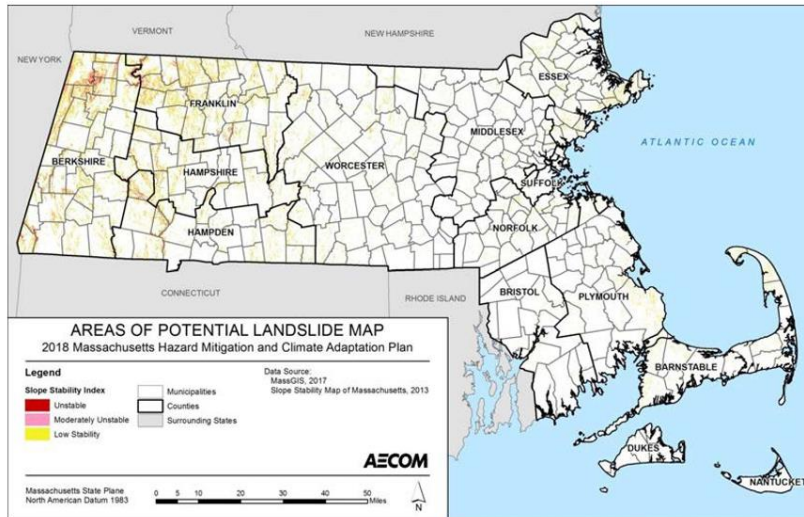 VERMONT
NEW HAMPSHIRE
NEW YORK
ESSEX
FRANKLIN
MIDDLESEX
ATLANTIC OCEAN
BERKSHIRE
HAMPSHIRE
WORCESTER
SUFFOLK
HAMPDEN
NORFOLK
CONNECTICUT
RHODE ISLAND
BRISTOL
PLYMOUTH
BARNSTABLE
DUKES
NANTUCKET
AREAS OF POTENTIAL LANDSLIDE MAP
2018 Massachusetts Hazard Mitigation and Climate Adaptation Plan
Legend
Slope Stability Index
Unstable
Moderately Unstable
Low Stability
Municipalities
Counties
Surrounding States
Data Source:
MassGIS, 2017
Slope Stability Map of Massachusetts, 2013
AECOM
Massachusetts State Plane
North American Datum 1983
0 5 10 20 30 40 50
Miles
N